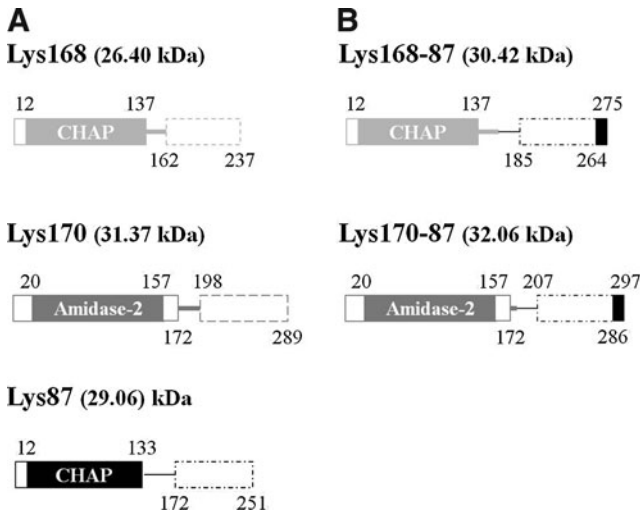 A
Lys168 (26.40 kDa)
12 137
CHAP
162 237
Lys170 (31.37 kDa)
20 157 198
Amidase-2
172 289
Lys87 (29.06) kDa
12 133
CHAP
172 251
B
Lys168-87 (30.42 kDa)
12 137 275
CHAP
185 264
Lys170-87 (32.06 kDa)
20 157 207 297
Amidase-2
172 286